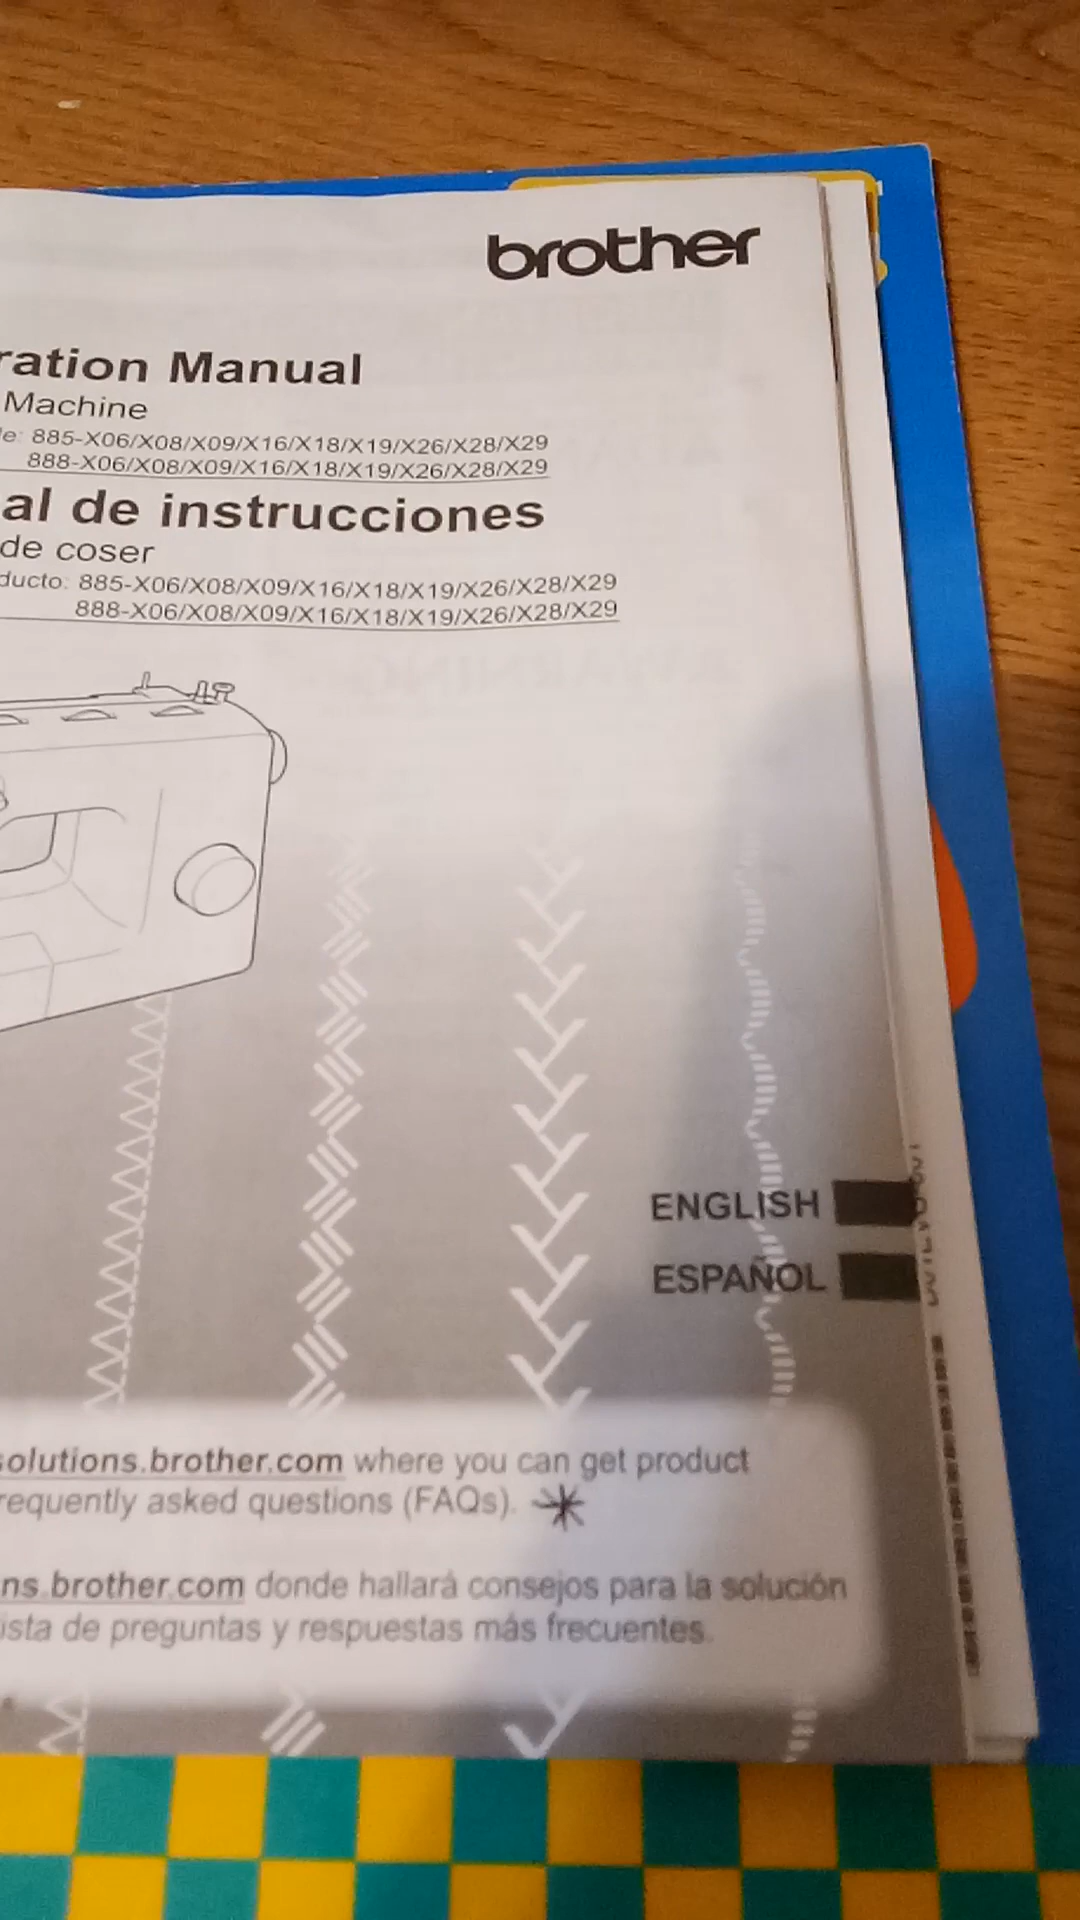 brother
ration Manual
Machine
e: 885-X06/X08/X09/X16/X18/X19/X26/X28/X29
888-X06/X08/X09/X16/X18/X19/X26/X28/X29
al de instrucciones
de coser
ducto: 885-X06/X08/X09/X16/X18/X19/X26/X28/X29
888-X06/X08/X09/X16/X18/X19/X26/X28/X29
ENGLISH
ESPAÑOL
solutions.brother.com where you can get product
requently asked questions (FAQs).
ns.brother.com donde hallará consejos para la solución
ista de preguntas y respuestas más frecuentes.